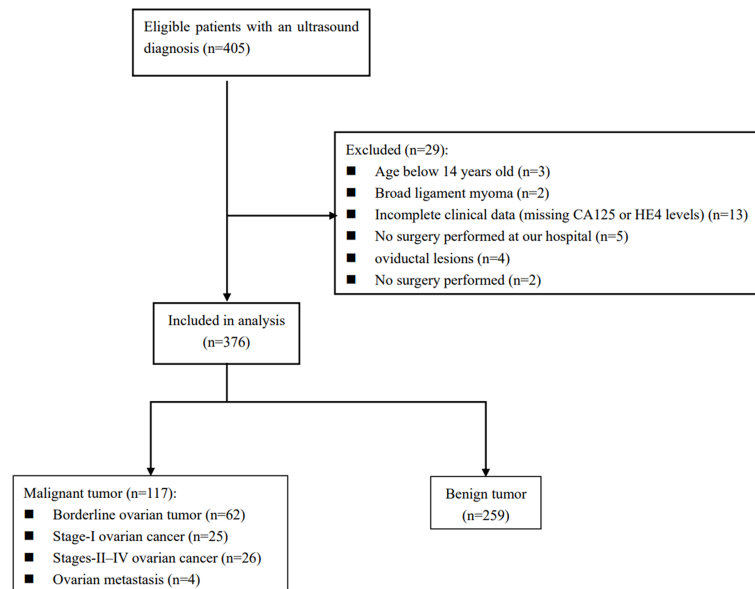 Eligible patients with an ultrasound
diagnosis (n=405)
Excluded (n=29):
■ Age below 14 years old (n=3)
■ Broad ligament myoma (n=2)
■ Incomplete clinical data (missing CA125 or HE4 levels) (n=13)
■ No surgery performed at our hospital (n=5)
■ oviductal lesions (n=4)
■ No surgery performed (n=2)
Included in analysis
(n=376)
Malignant tumor (n=117):
■ Borderline ovarian tumor (n=62)
■ Stage-I ovarian cancer (n=25)
■ Stages-II–IV ovarian cancer (n=26)
■ Ovarian metastasis (n=4)
Benign tumor
(n=259)